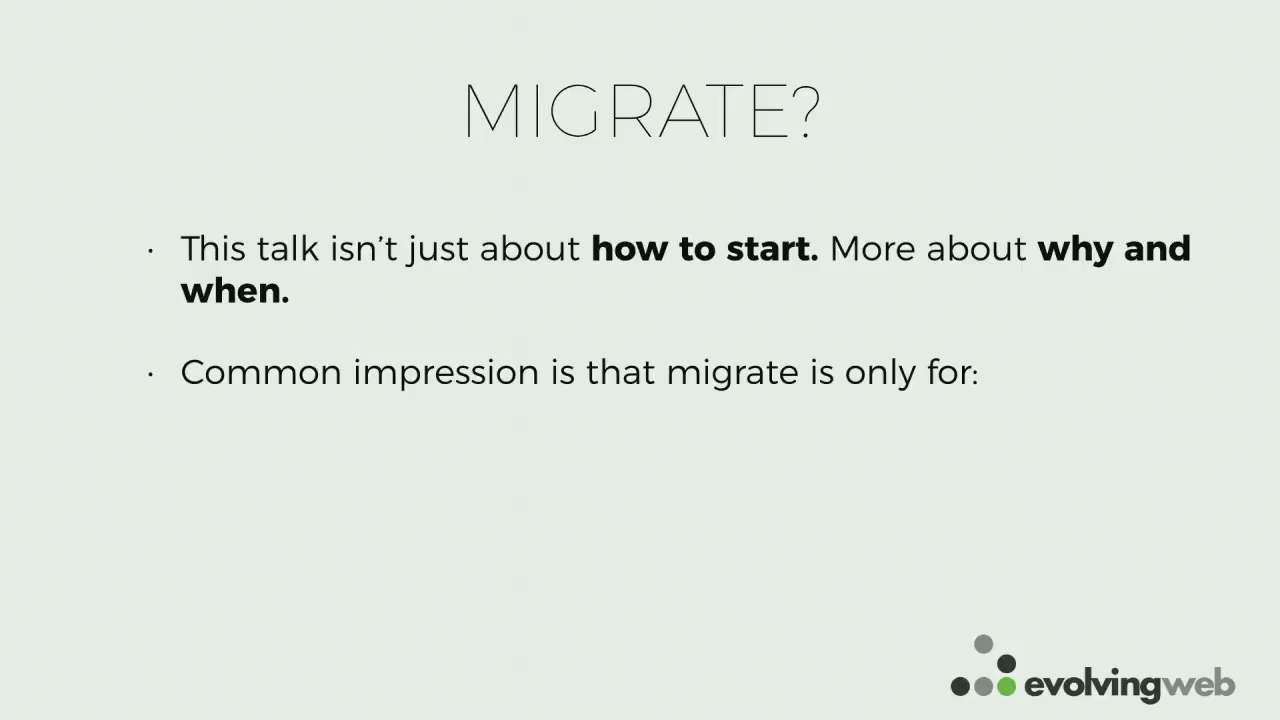 MIGRATE?
· This talk isn’t just about how to start. More about why and
when.
· Common impression is that migrate is only for:
evolvingweb